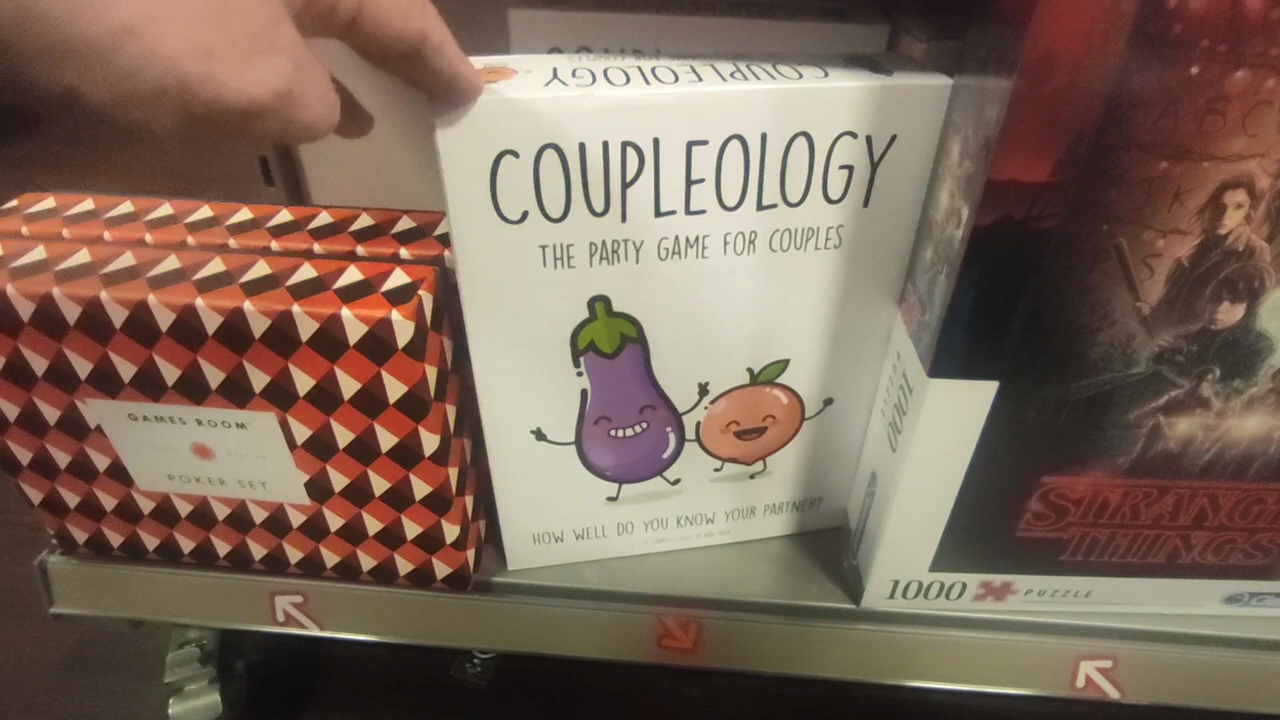 COUPLEOLOGY
COUPLEOLOGY
THE PARTY GAME FOR COUPLES
HOW WELL DO YOU KNOW YOUR PARTNER?
GAMES ROOM
POKER SET
1000
STRANG
THINGS
1000 PUZZLE